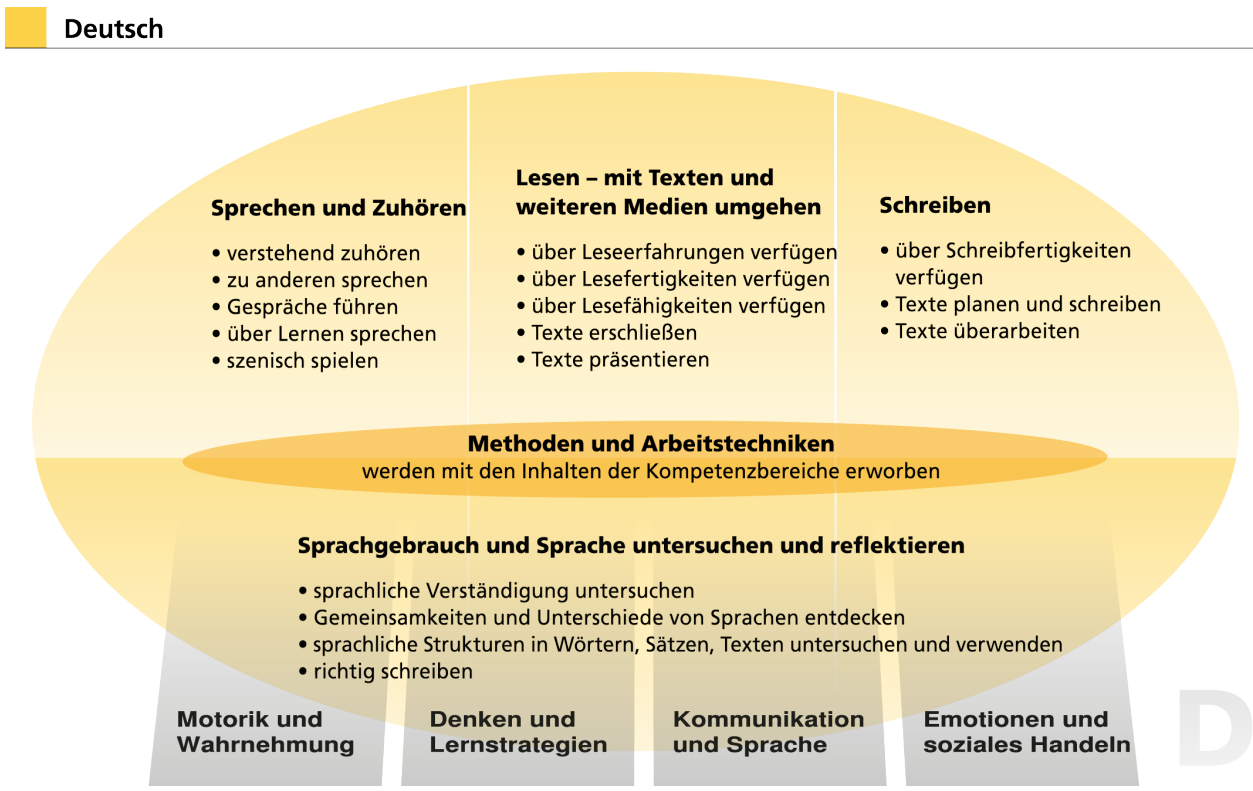 Deutsch
Sprechen und Zuhören
• verstehend zuhören
• zu anderen sprechen
• Gespräche führen
• über Lernen sprechen
• szenisch spielen
Lesen – mit Texten und
weiteren Medien umgehen
• über Leseerfahrungen verfügen
• über Lesefertigkeiten verfügen
• über Lesefähigkeiten verfügen
• Texte erschließen
• Texte präsentieren
Schreiben
• über Schreibfertigkeiten
verfügen
• Texte planen und schreiben
• Texte überarbeiten
Methoden und Arbeitstechniken
werden mit den Inhalten der Kompetenzbereiche erworben
Sprachgebrauch und Sprache untersuchen und reflektieren
• sprachliche Verständigung untersuchen
• Gemeinsamkeiten und Unterschiede von Sprachen entdecken
• sprachliche Strukturen in Wörtern, Sätzen, Texten untersuchen und verwenden
• richtig schreiben
Motorik und
Wahrnehmung
Denken und
Lernstrategien
Kommunikation
und Sprache
Emotionen und
soziales Handeln
D